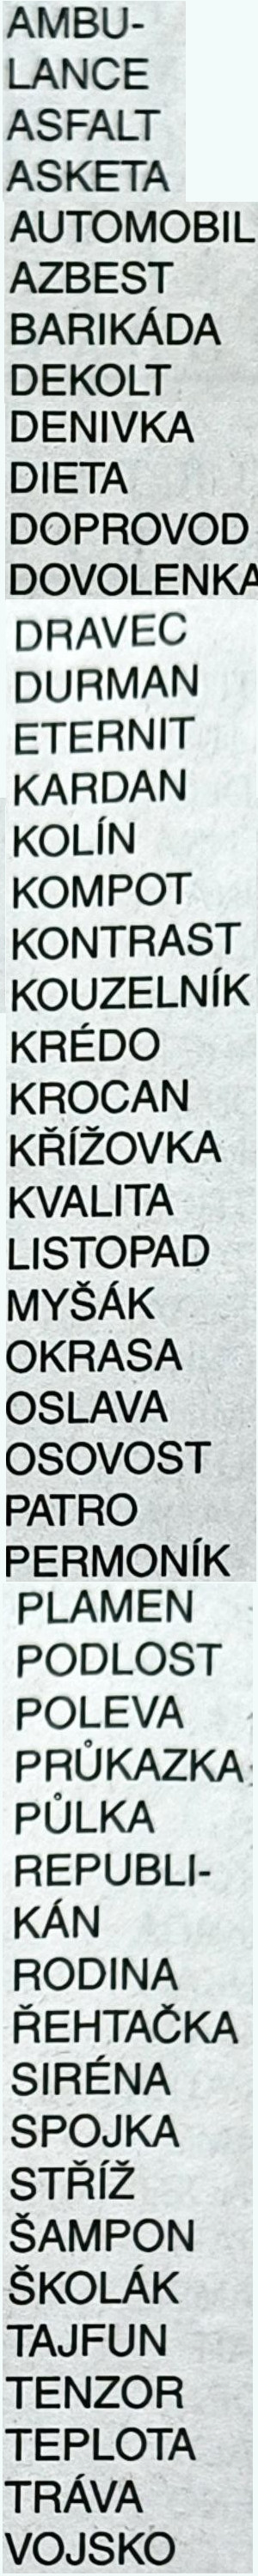 AMBU-
LANCE
ASFALT
ASKETA
AUTOMOBIL
AZBEST
BARIKÁDA
DEKOLT
DENIVKA
DIETA
DOPROVOD
DOVOLENKA
DRAVEC
DURMAN
ETERNIT
KARDAN
KOLÍN
KOMPOT
KONTRAST
KOUZELNÍK
KRÉDO
KROCAN
KŘÍŽOVKA
KVALITA
LISTOPAD
MYŠÁK
OKRASA
OSLAVA
OSOVOST
PATRO
PERMONÍK
PLAMEN
PODLOST
POLEVA
PRŮKAZKA
PŮLKA
REPUBLI-
KÁN
RODINA
ŘEHTAČKA
SIRÉNA
SPOJKA
STŘÍŽ
ŠAMPON
ŠKOLÁK
TAJFUN
TENZOR
TEPLOTA
TRÁVA
VOJSKO